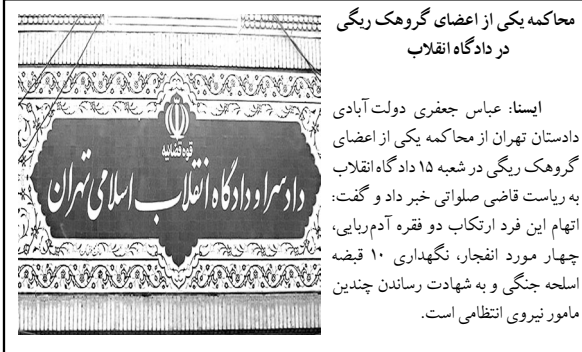 محاکمه یکی از اعضای گروهک ریگی
در دادگاه انقلاب
ایسنا: عباس جعفری دولت آبادی
دادستان تهران از محاکمه یکی از اعضای
گروهک ریگی در شعبه ۱۵ دادگاه انقلاب
به ریاست قاضی صلواتی خبر داد و گفت:
اتهام این فرد ارتکاب دو فقره آدم‌ربایی،
چهار مورد انفجار، نگهداری ۱۰ قبضه
اسلحه جنگی و به شهادت رساندن چندین
مامور نیروی انتظامی است.
قوه قضاییه
دادسرا و دادگاه انقلاب اسلامی تهران